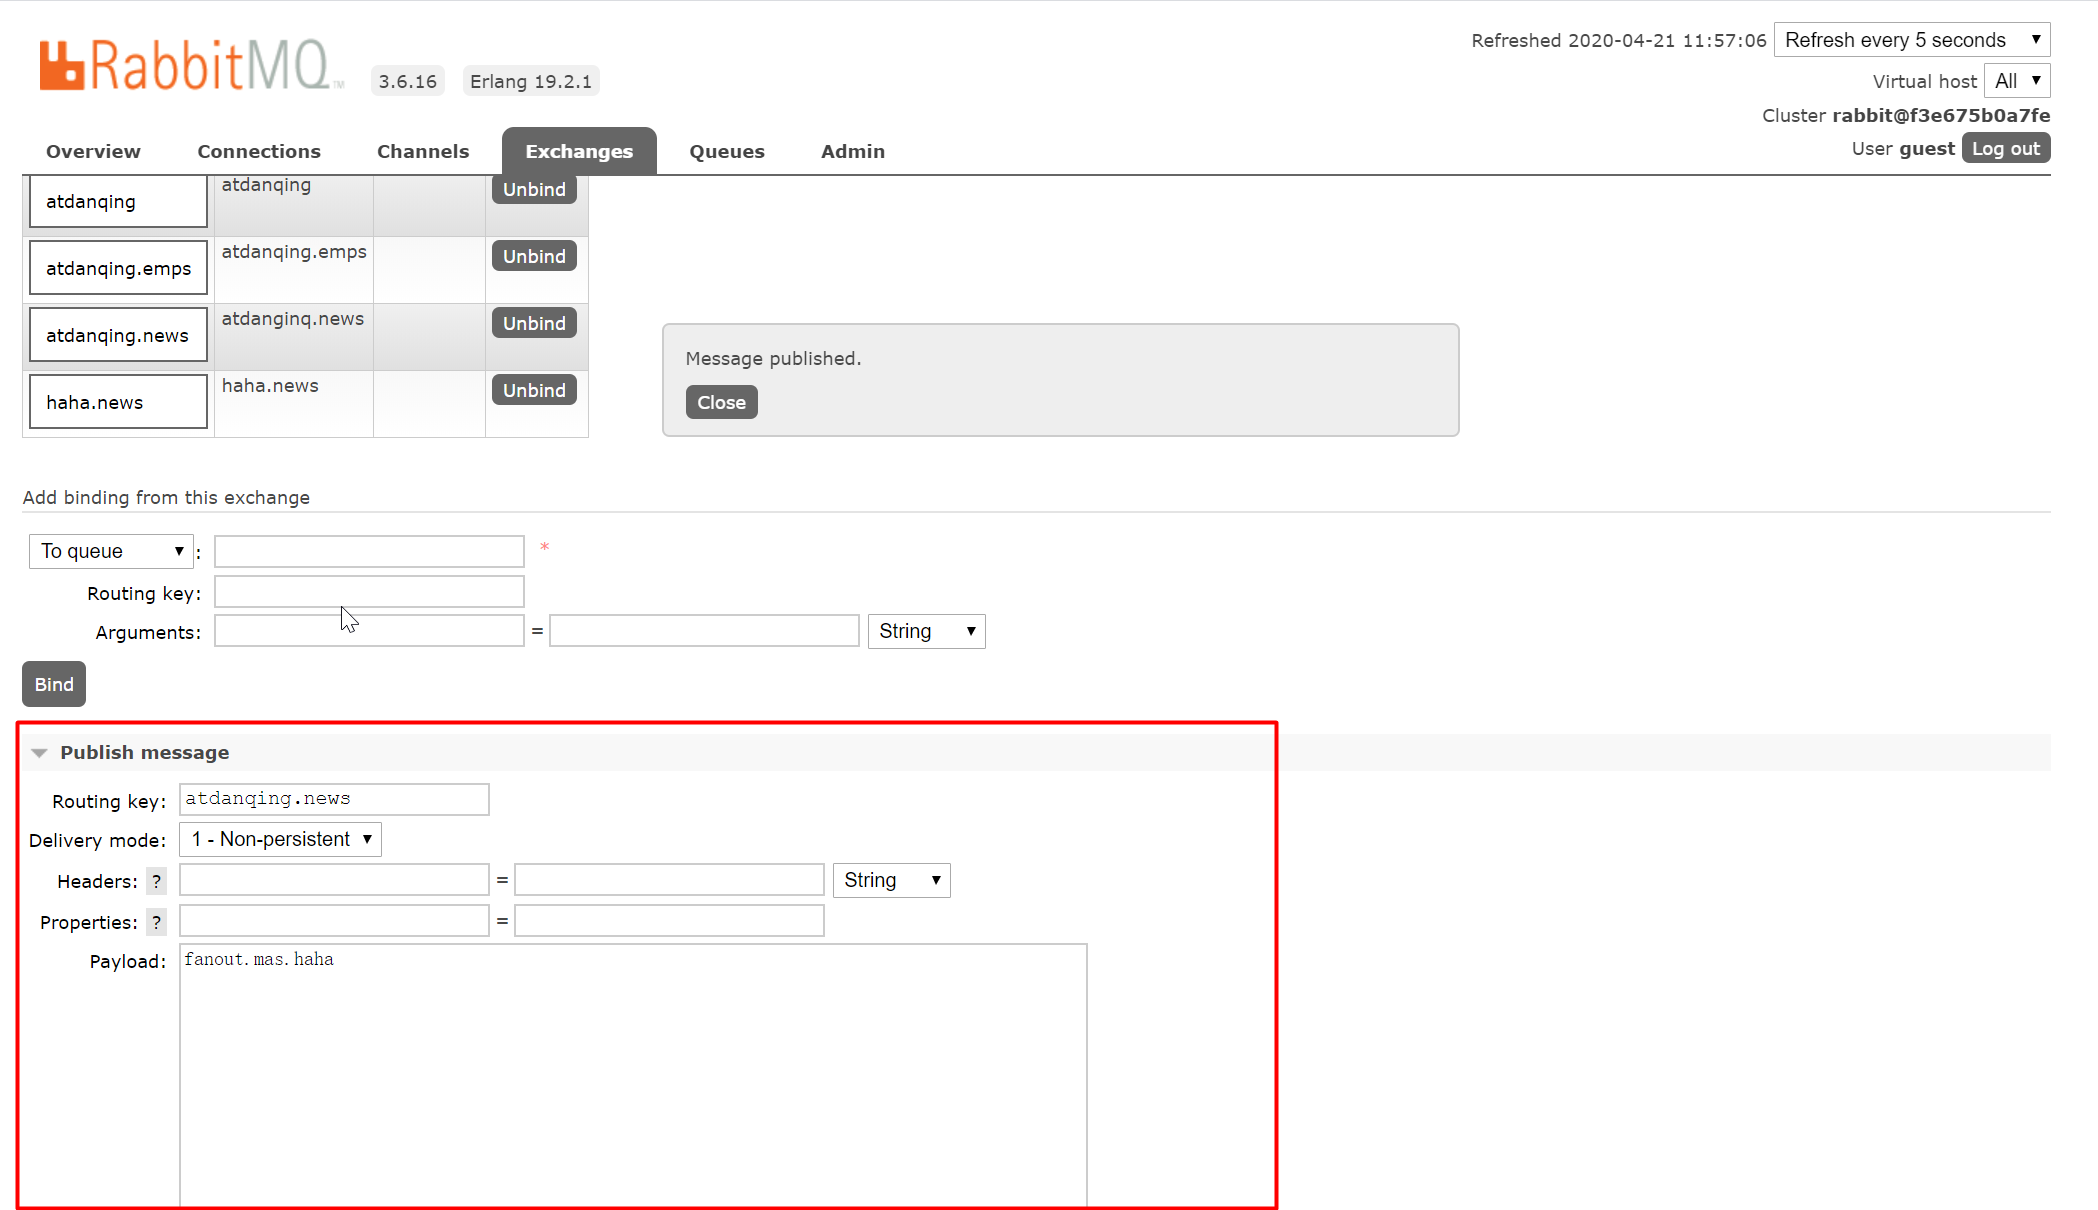 RabbitMQ™ 3.6.16 Erlang 19.2.1
Refreshed 2020-04-21 11:57:06 Refresh every 5 seconds
Virtual host All
Cluster rabbit@f3e675b0a7fe
User guest Log out
Overview Connections Channels Exchanges Queues Admin
atdanqing atdanqing Unbind
atdanqing.emps atdanqing.emps Unbind
atdanqing.news atdanginq.news Unbind
haha.news haha.news Unbind
Message published.
Close
Add binding from this exchange
To queue : *
Routing key:
Arguments: = String
Bind
Publish message
Routing key: atdanqing.news
Delivery mode: 1 - Non-persistent
Headers: ? = String
Properties: ? =
Payload: fanout.mas.haha